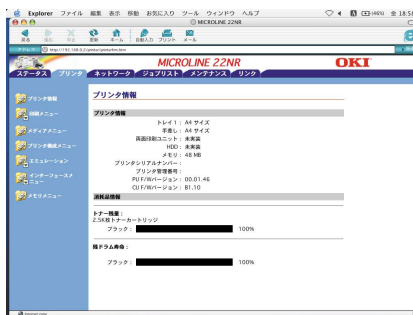 Explorer ファイル 編集 表示 移動 お気に入り ツール ウィンドウ ヘルプ
MICROLINE 22NR
戻る 進む 中止 更新 ホーム 自動入力 プリント メール
MICROLINE 22NR OKI
ステータス プリンタ ネットワーク ジョブリスト メンテナンス リンク
プリンタ情報
印刷メニュー
メディアメニュー
プリンタ構成メニュー
エミュレーション
インターフェースメニュー
メモリメニュー
プリンタ情報
プリンタ情報
トレイ1: A4 サイズ
手差し: A4 サイズ
両面印刷ユニット: 未実装
HDD: 未実装
メモリ: 48 MB
プリンタシリアルナンバー:
プリンタ管理番号:
PU F/Wバージョン: 00.01.46
CU F/Wバージョン: B1.10
消耗品情報
トナー残量:
2.5K枚トナーカートリッジ
ブラック: 100%
残ドラム寿命:
ブラック: 100%